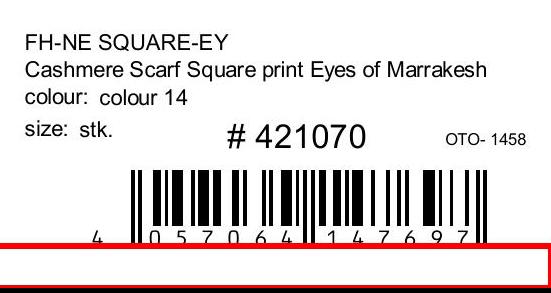 FH-NE SQUARE-EY
Cashmere Scarf Square print Eyes of Marrakesh
colour: colour 14
size: stk.
# 421070
OTO- 1458
4 057064 147697